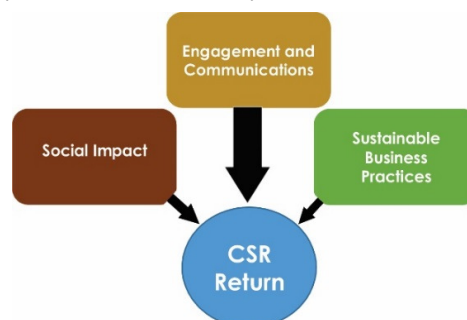 Engagement and
Communications
Social Impact
Sustainable
Business
Practices
CSR
Return